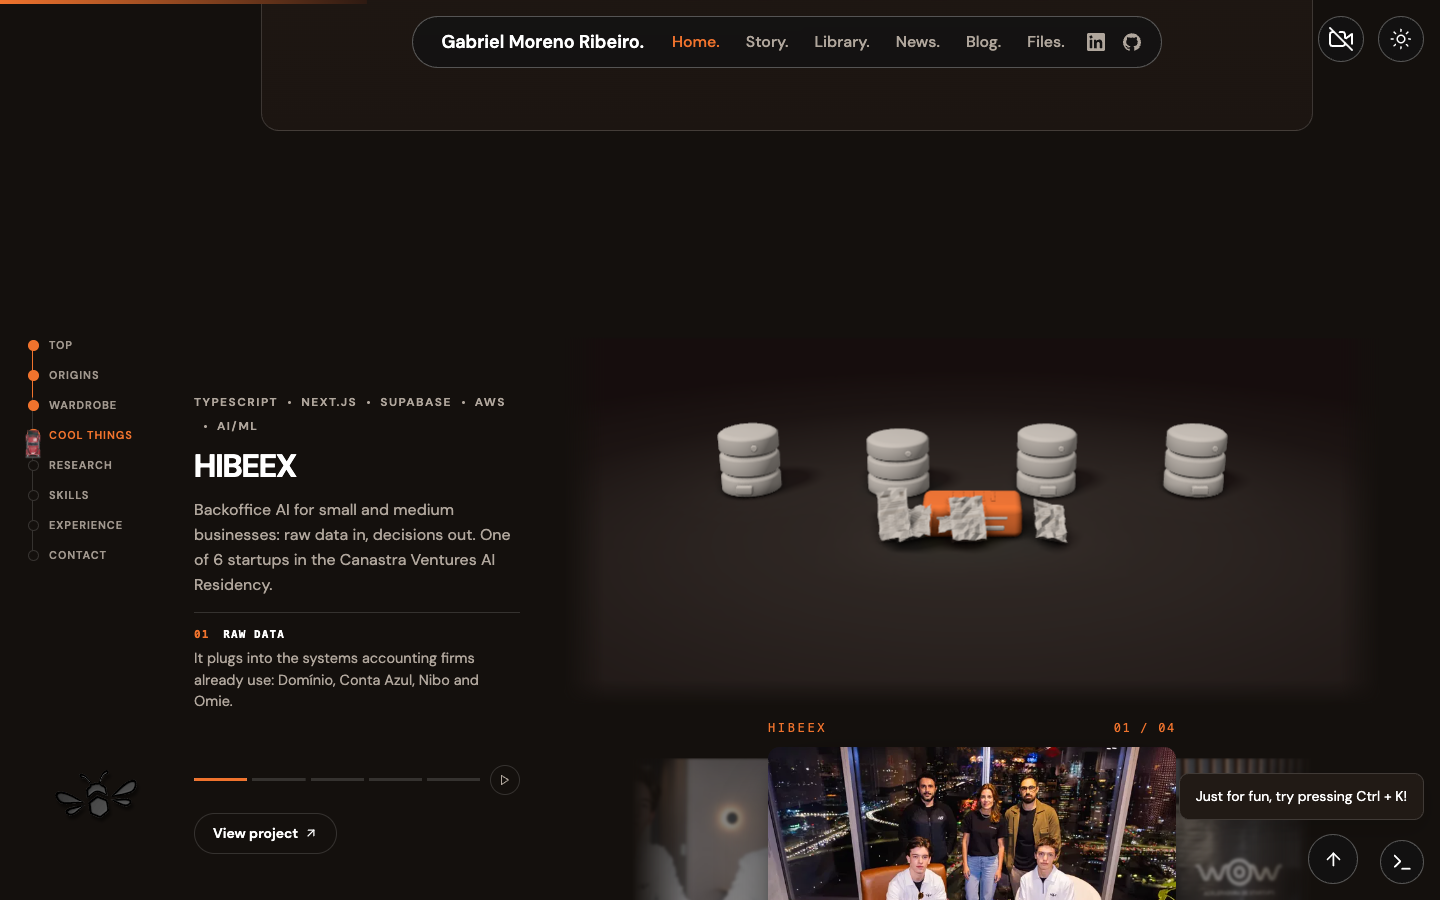 Gabriel Moreno Ribeiro. Home. Story. Library. News. Blog. Files.
TOP
ORIGINS
WARDROBE
COOL THINGS
RESEARCH
SKILLS
EXPERIENCE
CONTACT
TYPESCRIPT • NEXT.JS • SUPABASE • AWS
• AI/ML
HIBEEX
Backoffice AI for small and medium
businesses: raw data in, decisions out. One
of 6 startups in the Canastra Ventures AI
Residency.
01 RAW DATA
It plugs into the systems accounting firms
already use: Domínio, Conta Azul, Nibo and
Omie.
View project
HIBEEX 01 / 04
Just for fun, try pressing Ctrl + K!
WOW